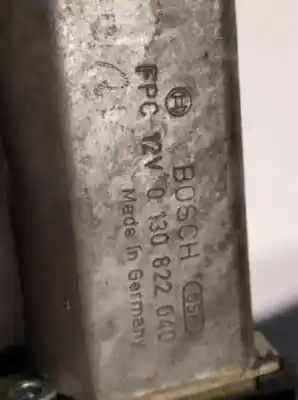 BOSCH
FPC 12V 0 130 822 040
Made in Germany